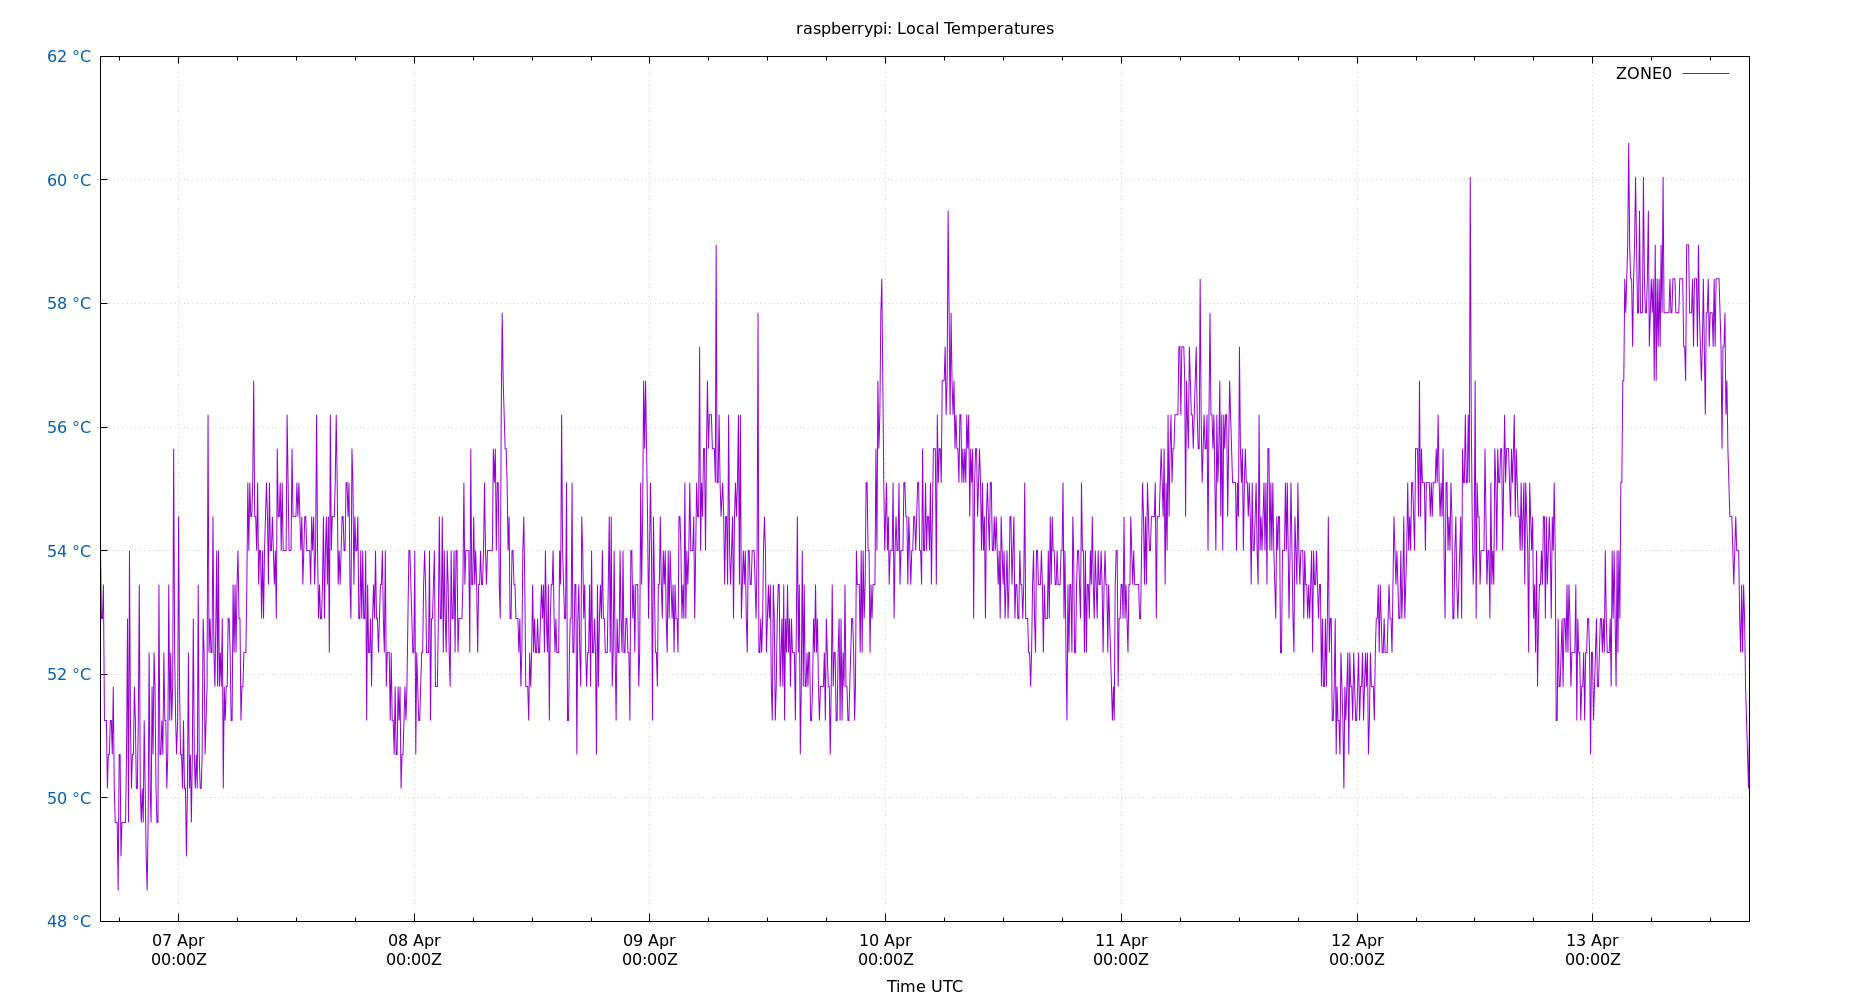 raspberrypi: Local Temperatures
ZONE0
62 °C
60 °C
58 °C
56 °C
54 °C
52 °C
50 °C
48 °C
07 Apr
00:00Z
08 Apr
00:00Z
09 Apr
00:00Z
10 Apr
00:00Z
11 Apr
00:00Z
12 Apr
00:00Z
13 Apr
00:00Z
Time UTC